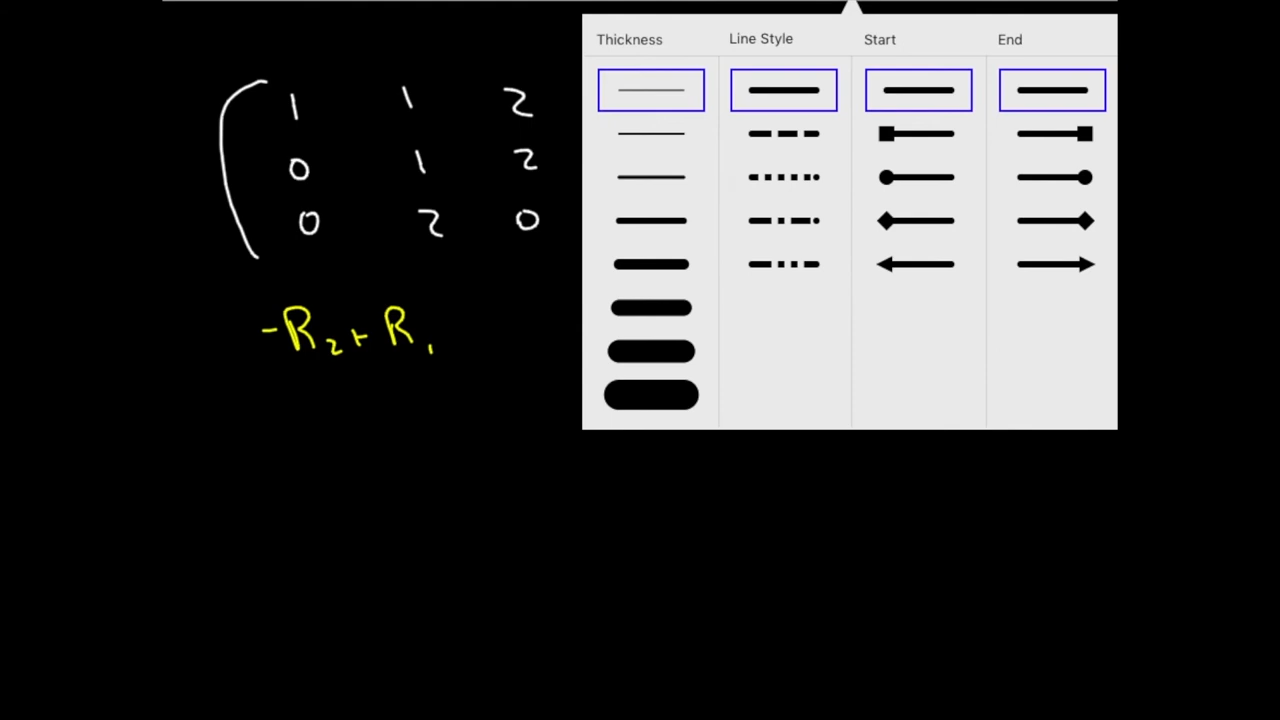 1 1 2
0 1 2
0 2 0
-R₂+R₁
Thickness Line Style Start End